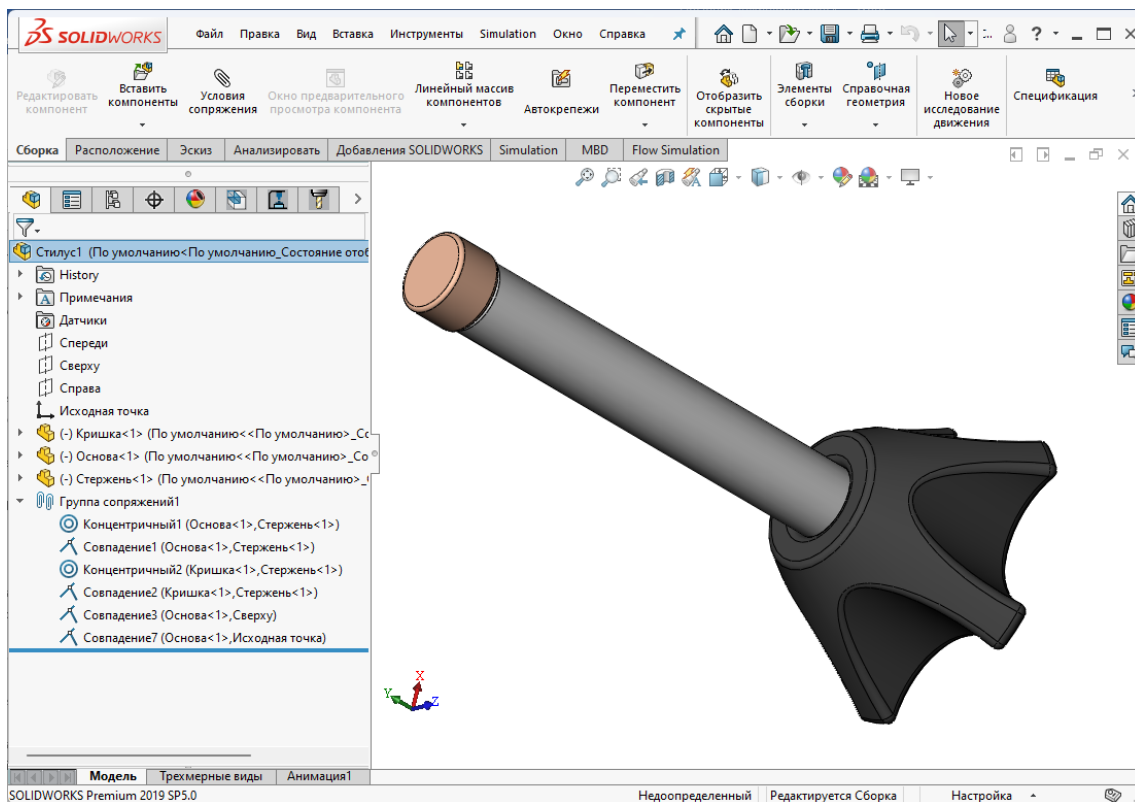 SOLIDWORKS Файл Правка Вид Вставка Инструменты Simulation Окно Справка
Редактировать компонент
Вставить компоненты
Условия сопряжения
Окно предварительного просмотра компонента
Линейный массив компонентов
Автокрепежи
Переместить компонент
Отобразить скрытые компоненты
Элементы сборки
Справочная геометрия
Новое исследование движения
Спецификация
Сборка Расположение Эскиз Анализировать Добавления SOLIDWORKS Simulation MBD Flow Simulation
Стилус1 (По умолчанию<По умолчанию_Состояние отоб
History
Примечания
Датчики
Спереди
Сверху
Справа
Исходная точка
(-) Кришка<1> (По умолчанию<<По умолчанию>_Со
(-) Основа<1> (По умолчанию<<По умолчанию>_Со
(-) Стержень<1> (По умолчанию<<По умолчанию>_
Группа сопряжений1
Концентричный1 (Основа<1>,Стержень<1>)
Совпадение1 (Основа<1>,Стержень<1>)
Концентричный2 (Кришка<1>,Стержень<1>)
Совпадение2 (Кришка<1>,Стержень<1>)
Совпадение3 (Основа<1>,Сверху)
Совпадение7 (Основа<1>,Исходная точка)
X
Y
Z
Модель Трехмерные виды Анимация1
SOLIDWORKS Premium 2019 SP5.0 Недоопределенный Редактируется Сборка Настройка